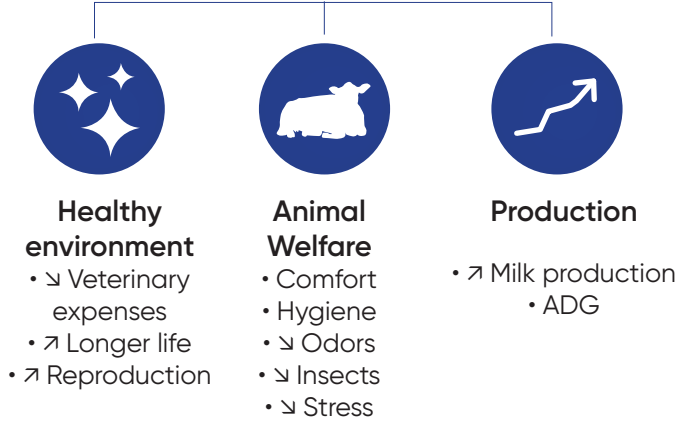 Healthy
environment
• ↘ Veterinary
expenses
• ↗ Longer life
• ↗ Reproduction
Animal
Welfare
• Comfort
• Hygiene
• ↘ Odors
• ↘ Insects
• ↘ Stress
Production
• ↗ Milk production
• ADG